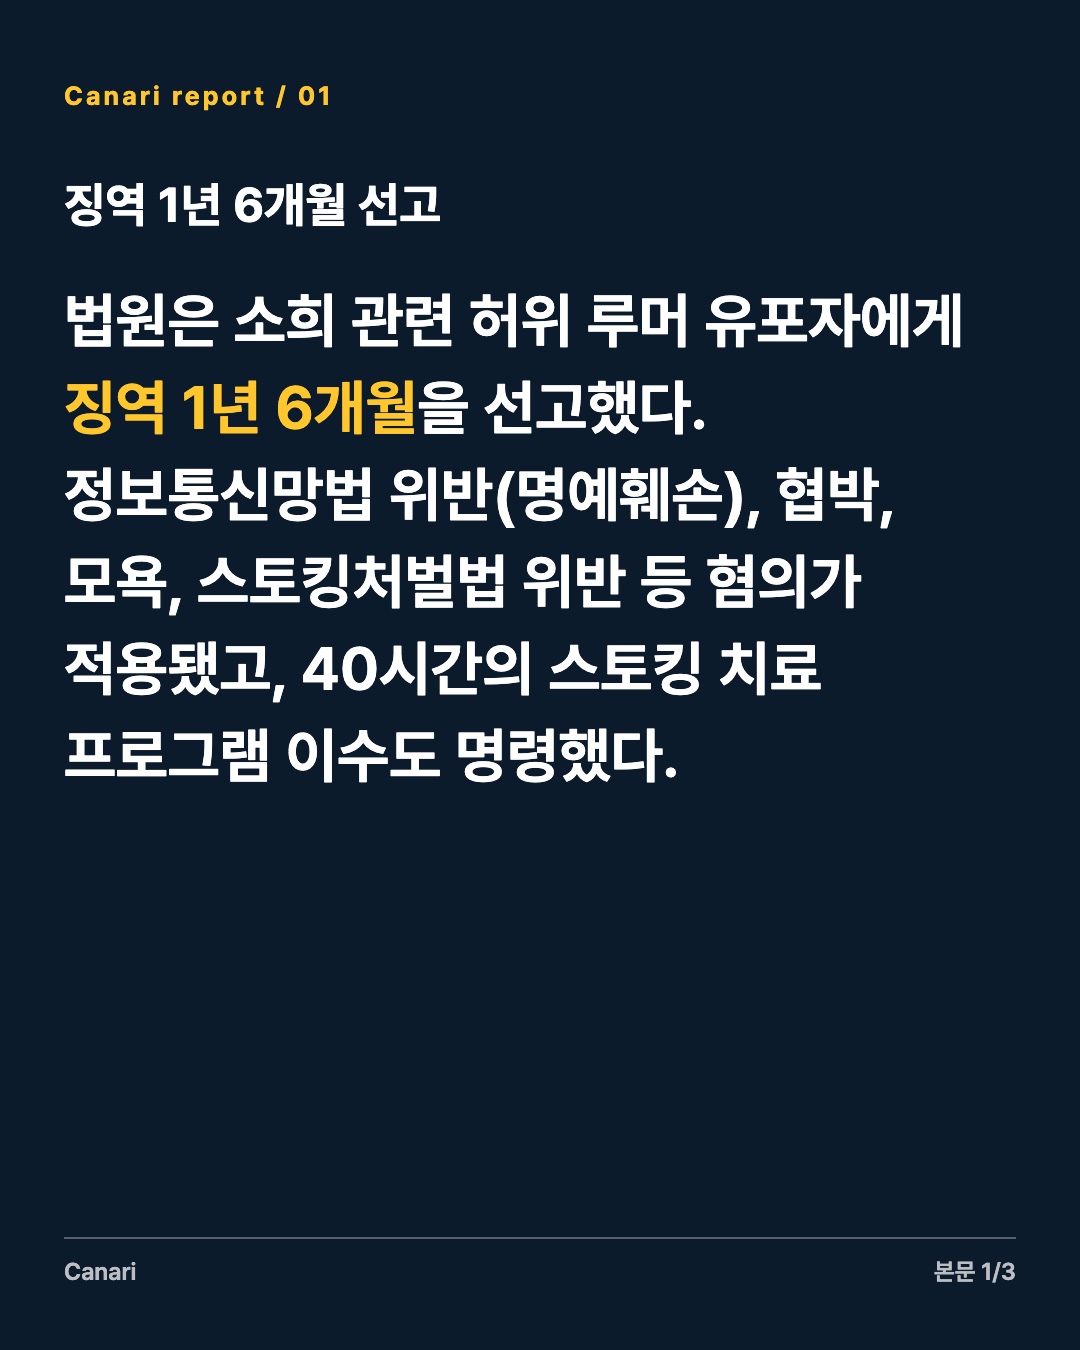 Canari report / 01
징역 1년 6개월 선고
법원은 소희 관련 허위 루머 유포자에게
징역 1년 6개월을 선고했다.
정보통신망법 위반(명예훼손), 협박,
모욕, 스토킹처벌법 위반 등 혐의가
적용됐고, 40시간의 스토킹 치료
프로그램 이수도 명령했다.
Canari
본문 1/3